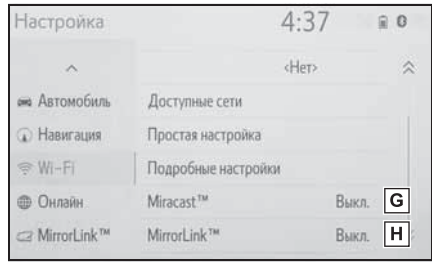 Настройка 4:37
<Нет>
Автомобиль Доступные сети
Навигация Простая настройка
Wi-Fi Подробные настройки
Онлайн Miracast™ Выкл. G
MirrorLink™ MirrorLink™ Выкл. H